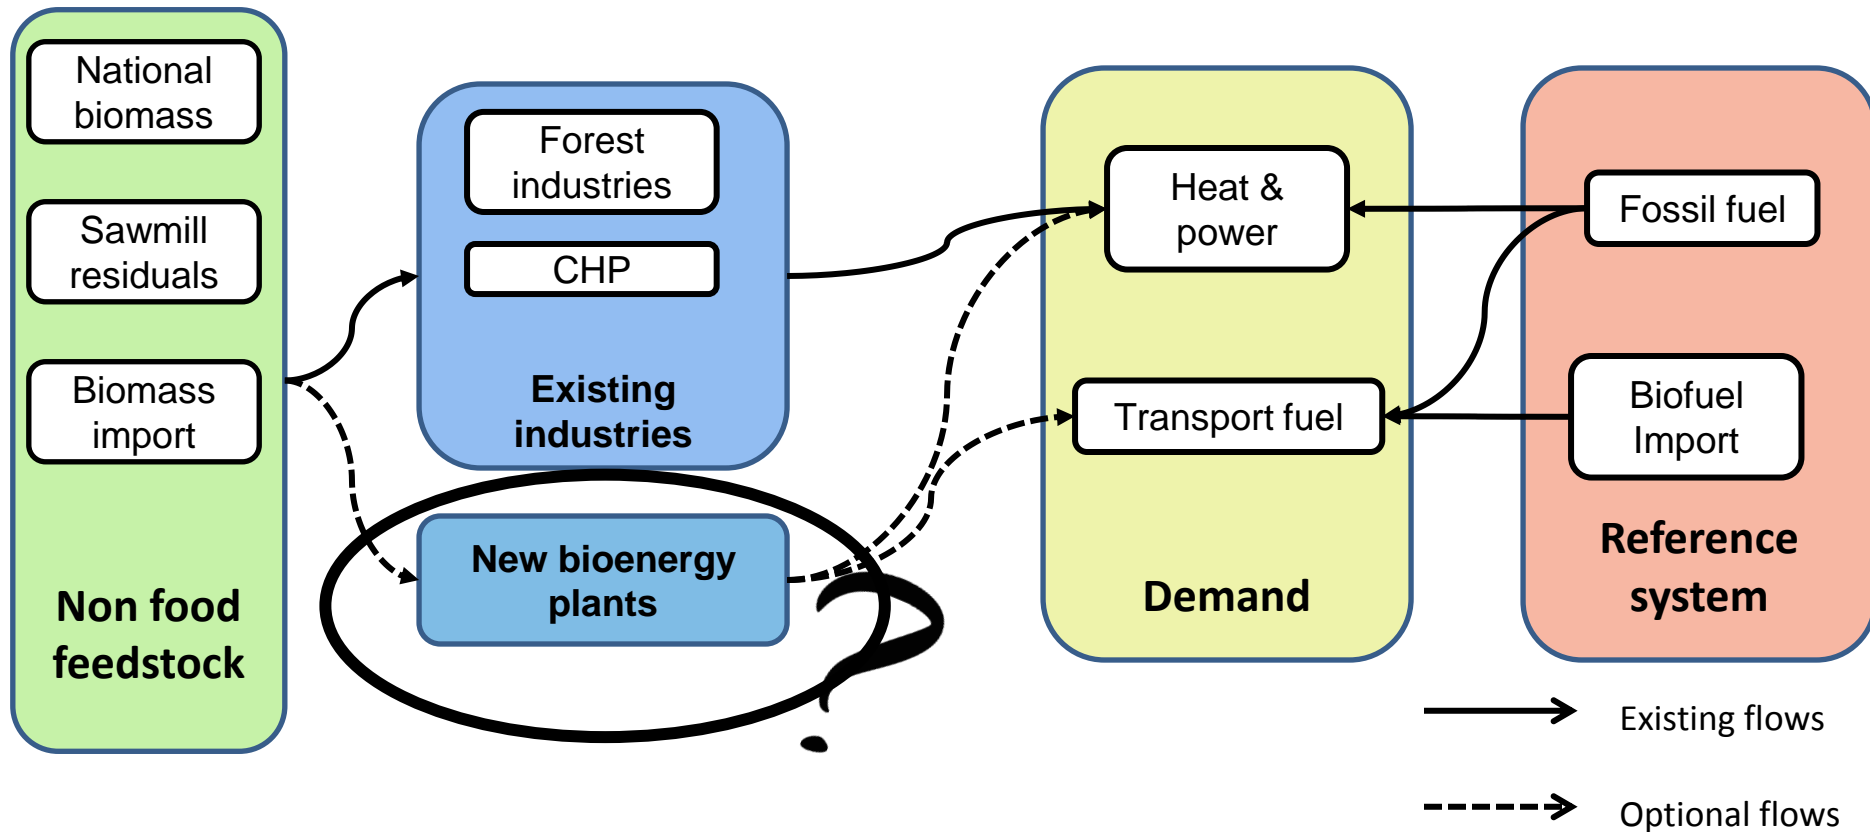 National
biomass
Sawmill
residuals
Biomass
import
Non food
feedstock
Forest
industries
CHP
Existing
industries
New bioenergy
plants
?
Heat &
power
Transport fuel
Demand
Fossil fuel
Biofuel
Import
Reference
system
Existing flows
Optional flows